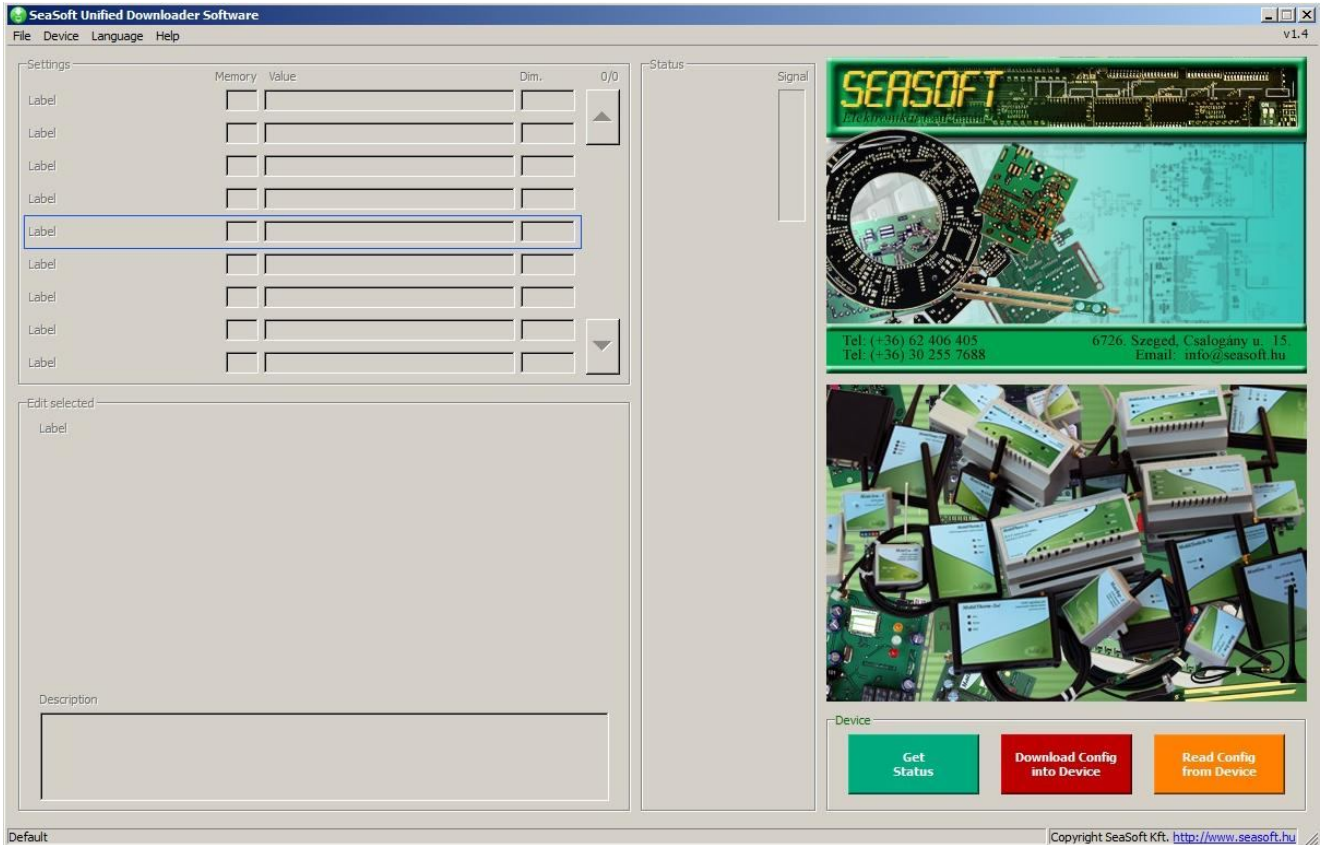 SeaSoft Unified Downloader Software
File Device Language Help
v1.4
Settings
Memory Value Dim. 0/0
Label
Label
Label
Label
Label
Label
Label
Label
Label
Edit selected
Label
Description
Status
Signal
SEASOFT
Tel: (+36) 62 406 405
Tel: (+36) 30 255 7688
6726. Szeged, Csalogány u. 15.
Email: info@seasoft.hu
Device
Get
Status
Download Config
into Device
Read Config
from Device
Default
Copyright SeaSoft Kft. http://www.seasoft.hu